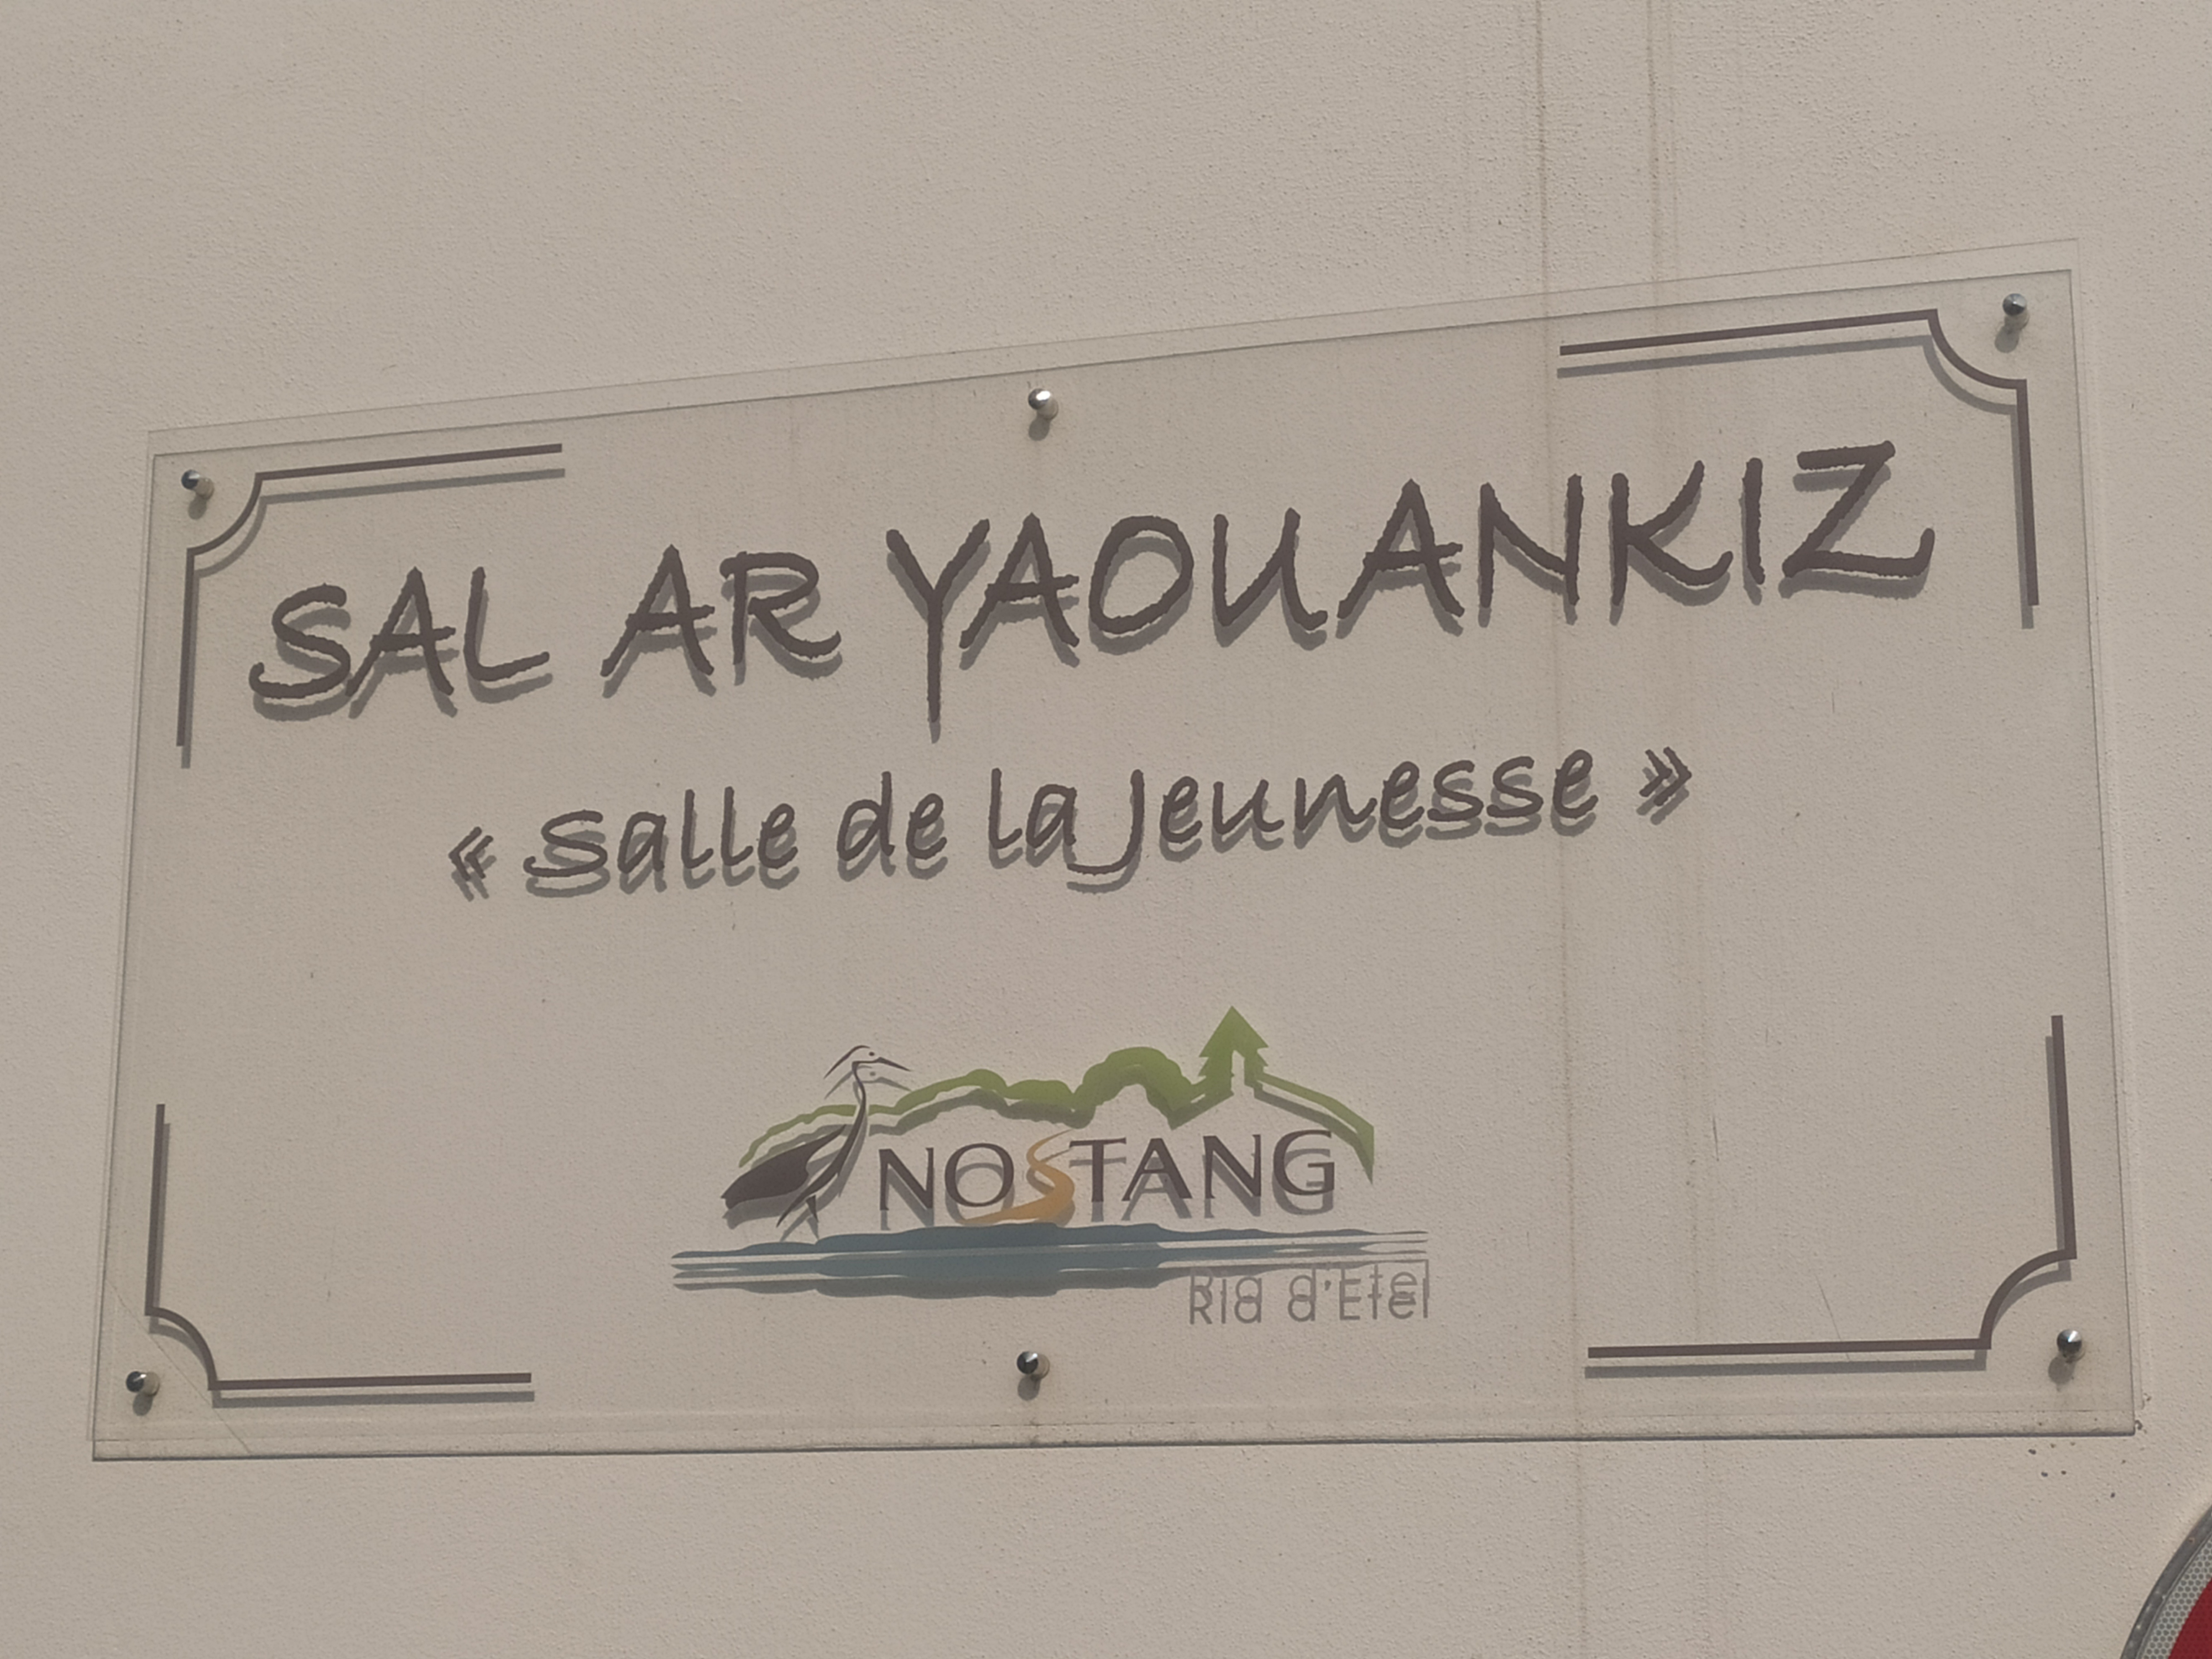 SAL AR YAOUANKIZ
« Salle de la Jeunesse »
NOSTANG
Ria d'Etel